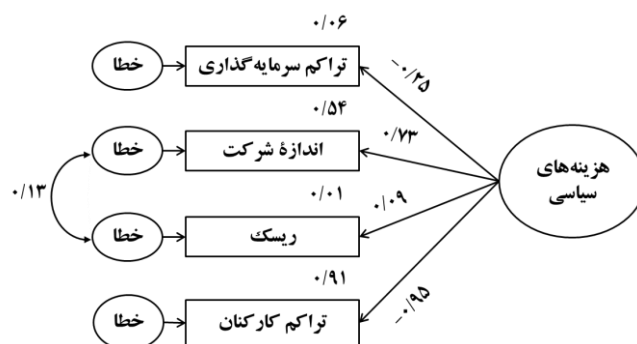 ۰/۰۶
خطا
تراکم سرمایه‌گذاری
-۰/۲۵
۰/۵۴
خطا
اندازهٔ شرکت
۰/۷۳
هزینه‌های
سیاسی
۰/۱۳
۰/۰۱
۰/۰۹
خطا
ریسک
۰/۹۱
-۰/۹۵
خطا
تراکم کارکنان